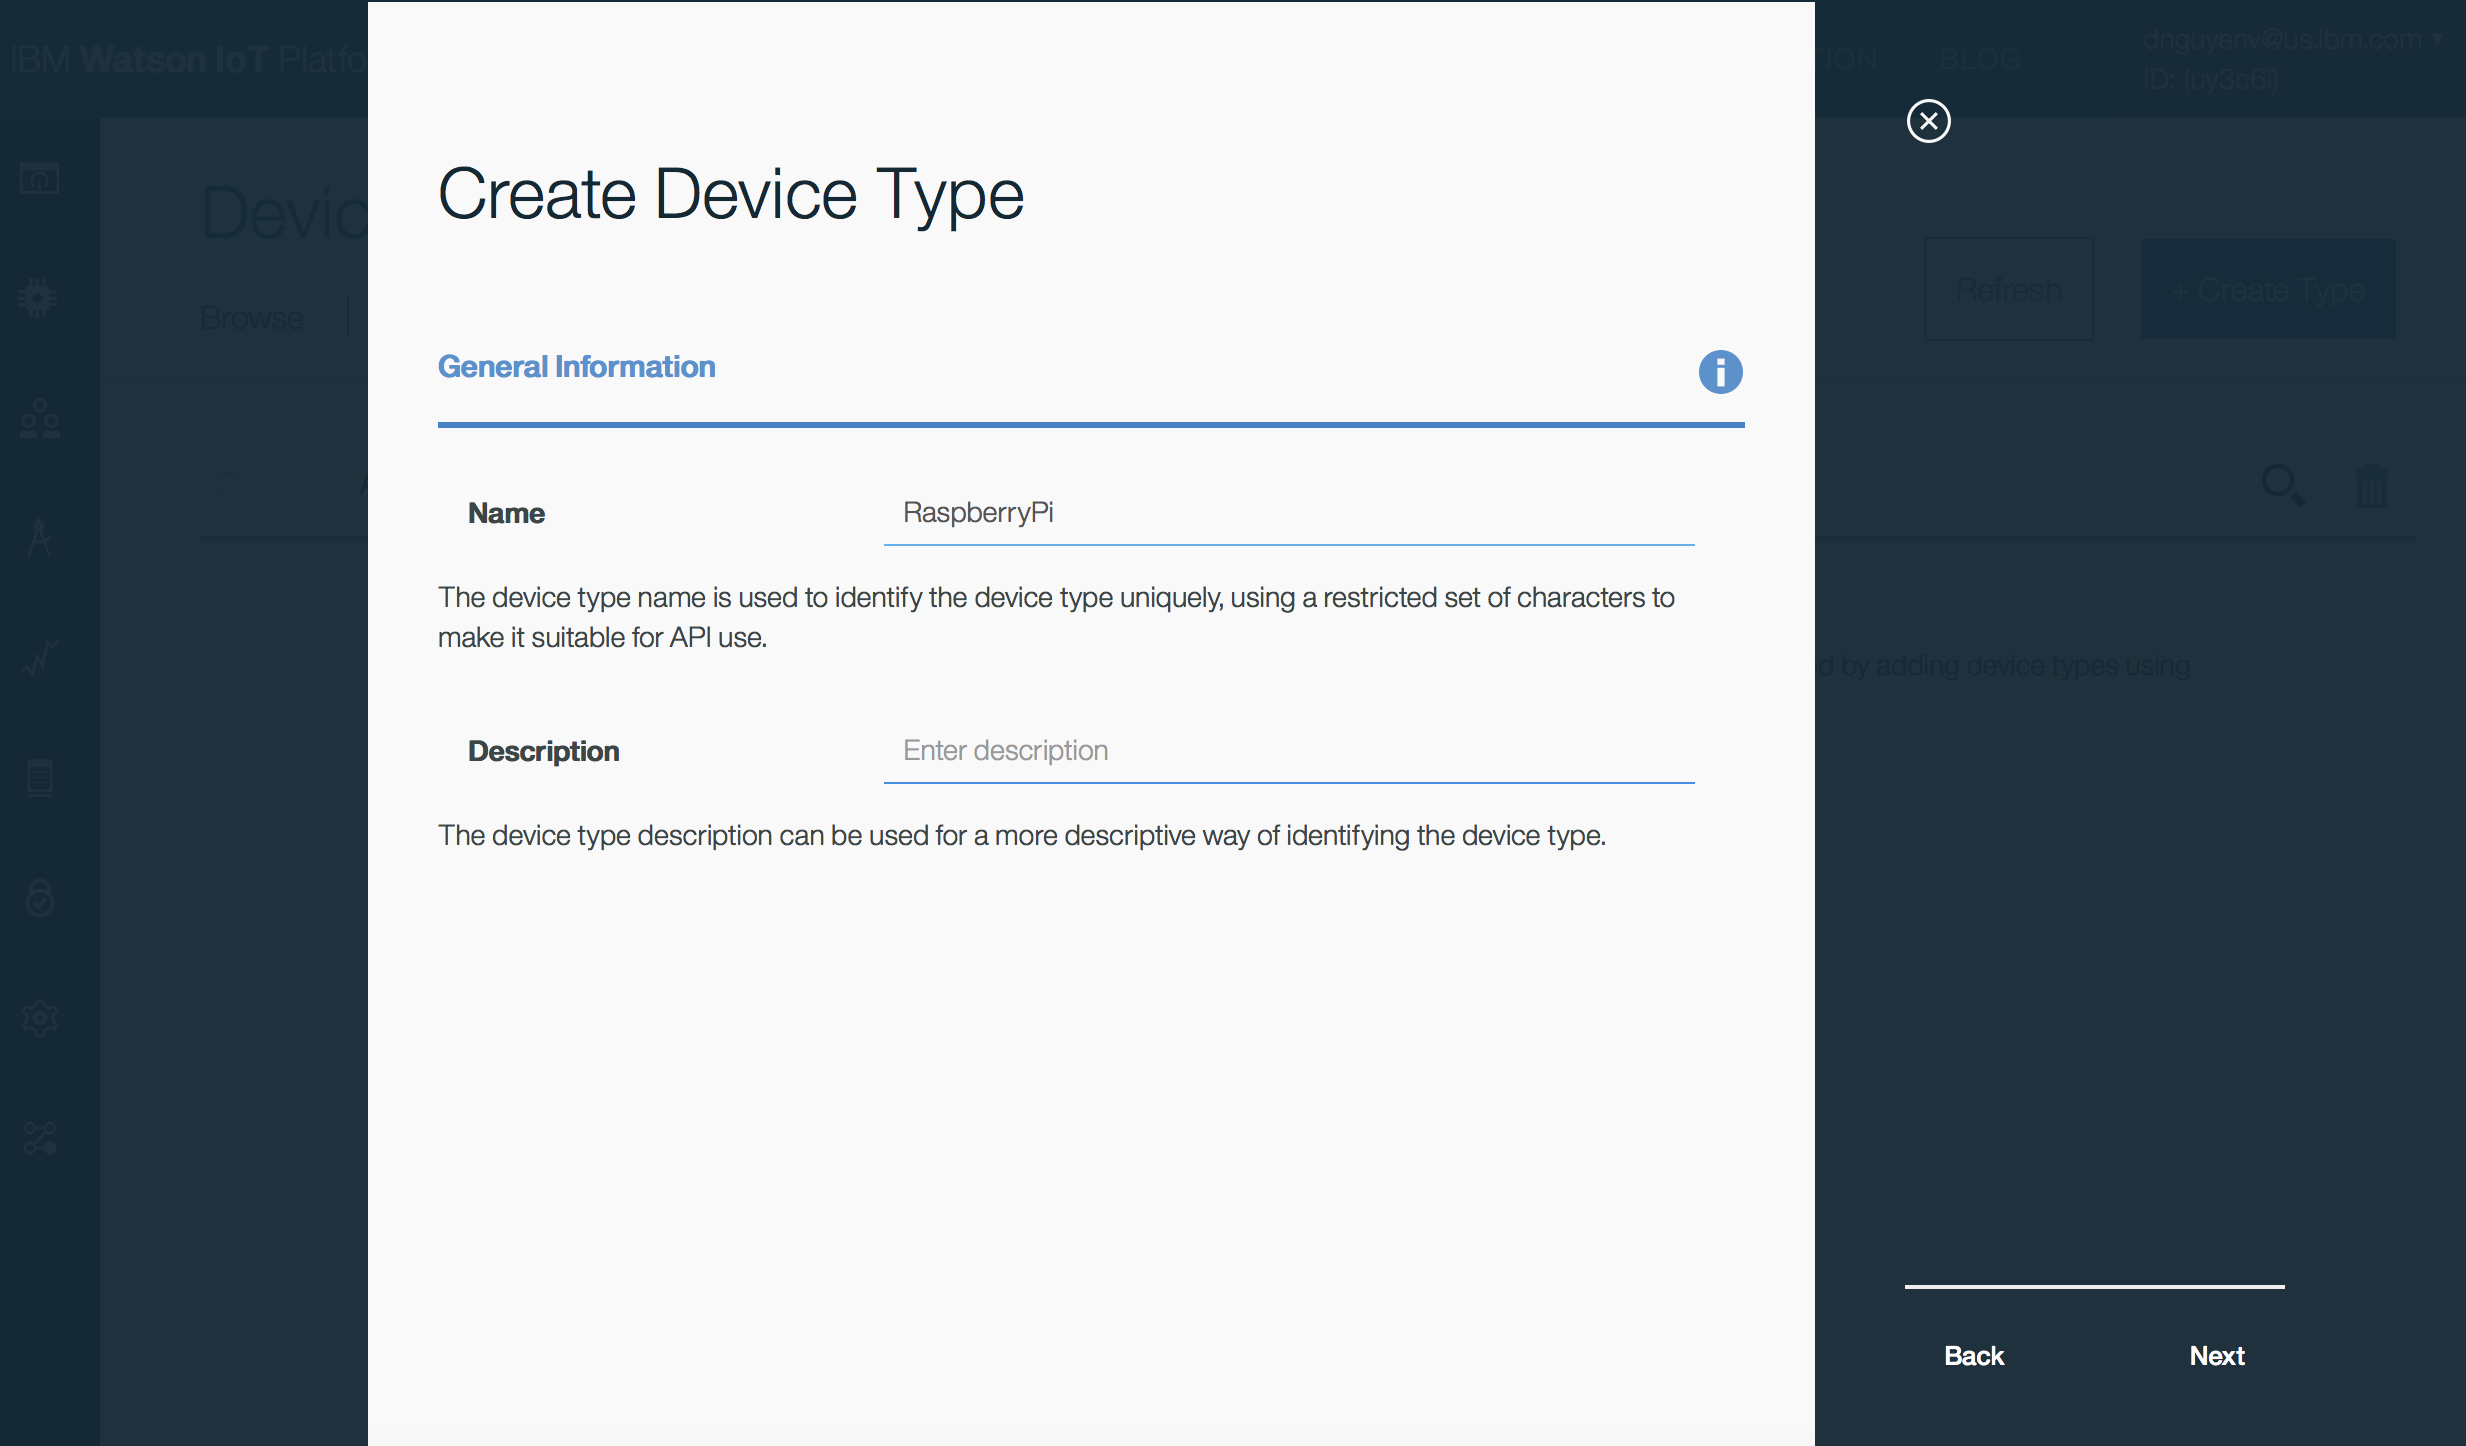 IBM Watson IoT Platfo
TION
BLOG
dnguyenv@us.ibm.com
ID: (uy3c6i)
Create Device Type
Devic
Browse
Refresh
+ Create Type
General Information
Name
RaspberryPi
The device type name is used to identify the device type uniquely, using a restricted set of characters to
make it suitable for API use.
d by adding device types using
Description
Enter description
The device type description can be used for a more descriptive way of identifying the device type.
Back
Next